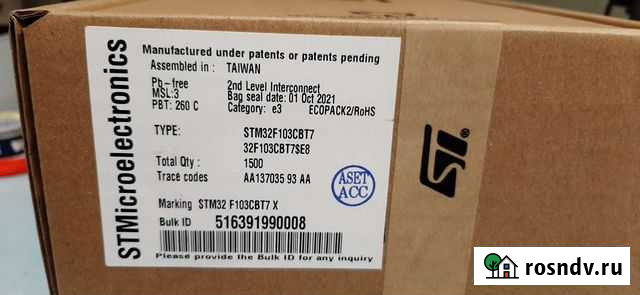 STMicroelectronics
Manufactured under patents or patents pending
Assembled in : TAIWAN
Pb-free 2nd Level Interconnect
MSL:3 Bag seal date: 01 Oct 2021
PBT: 260 C Category: e3 ECOPACK2/RoHS
TYPE: STM32F103CBT7
32F103CBT7SE8
Total Qty : 1500
Trace codes AA137035 93 AA
ASET
ACC
Marking STM32 F103CBT7 X
Bulk ID 516391990008
Please provide the Bulk ID for any inquiry
rosndv.ru